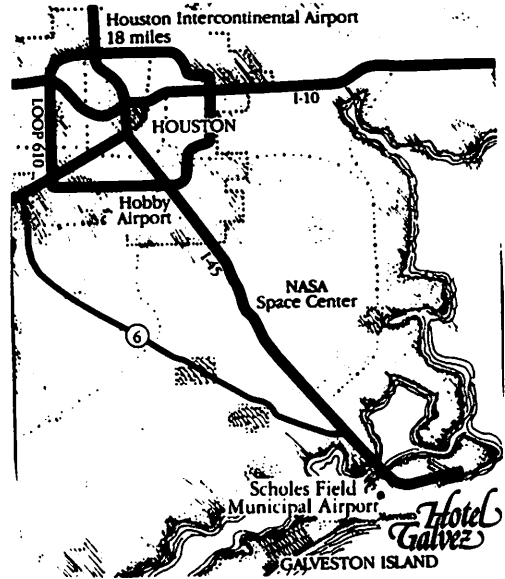 Houston Intercontinental Airport
18 miles
I-10
LOOP 610
HOUSTON
Hobby
Airport
I-45
NASA
Space Center
6
Scholes Field
Municipal Airport
Marriott's Hotel
Galvez
GALVESTON ISLAND